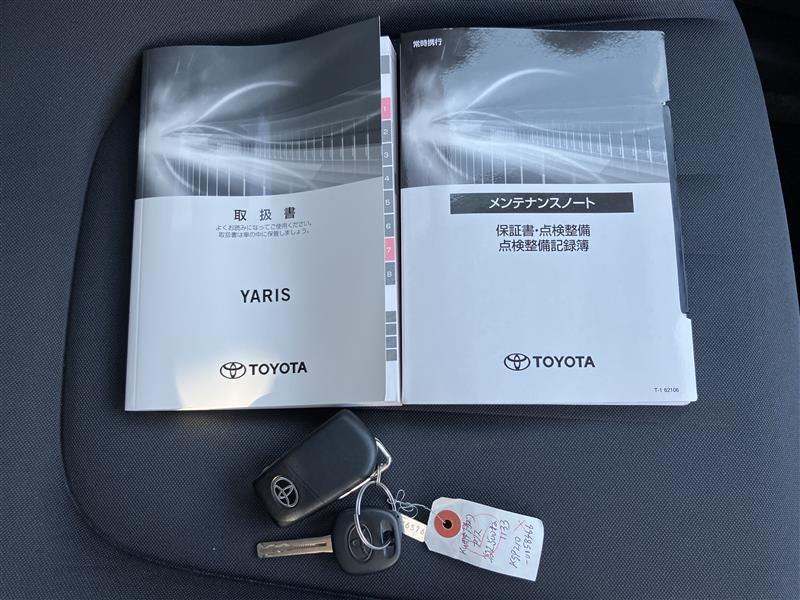 取扱書
よくお読みになってご使用ください。
取扱書は車の中に保管しましょう。
YARIS
TOYOTA
1
2
3
4
5
6
7
8
常時携行
メンテナンスノート
保証書・点検整備
点検整備記録簿
TOYOTA
T-1 62106
1133
KSP210-